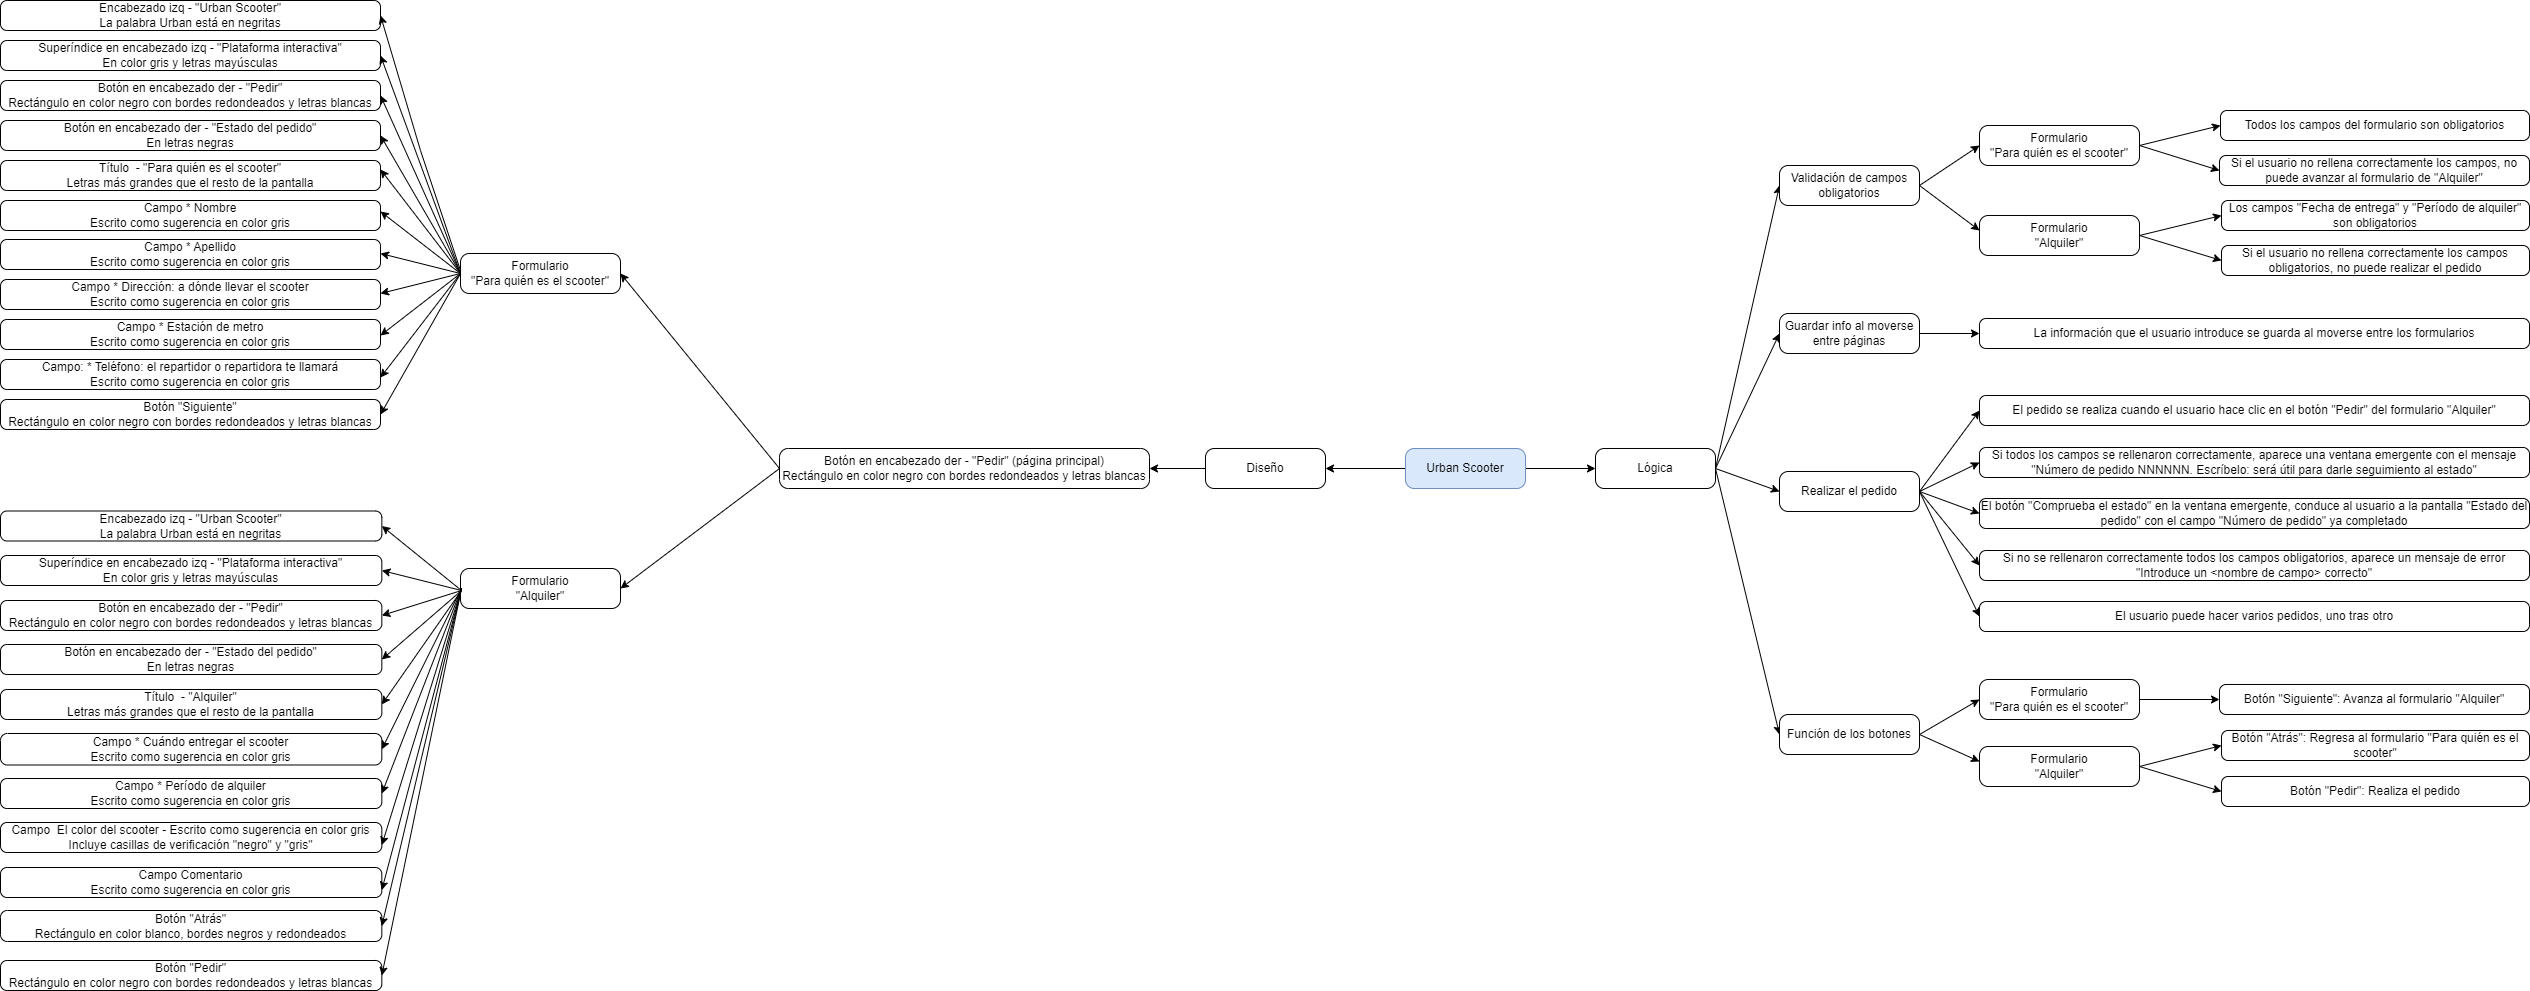 Encabezado izq - "Urban Scooter"
La palabra Urban está en negritas
Superíndice en encabezado izq - "Plataforma interactiva"
En color gris y letras mayúsculas
Botón en encabezado der - "Pedir"
Rectángulo en color negro con bordes redondeados y letras blancas
Botón en encabezado der - "Estado del pedido"
En letras negras
Título  - "Para quién es el scooter"
Letras más grandes que el resto de la pantalla
Campo * Nombre
Escrito como sugerencia en color gris
Campo * Apellido
Escrito como sugerencia en color gris
Campo * Dirección: a dónde llevar el scooter
Escrito como sugerencia en color gris
Campo * Estación de metro
Escrito como sugerencia en color gris
Campo: * Teléfono: el repartidor o repartidora te llamará
Escrito como sugerencia en color gris
Botón "Siguiente"
Rectángulo en color negro con bordes redondeados y letras blancas
Formulario
"Para quién es el scooter"
Encabezado izq - "Urban Scooter"
La palabra Urban está en negritas
Superíndice en encabezado izq - "Plataforma interactiva"
En color gris y letras mayúsculas
Botón en encabezado der - "Pedir"
Rectángulo en color negro con bordes redondeados y letras blancas
Botón en encabezado der - "Estado del pedido"
En letras negras
Título  - "Alquiler"
Letras más grandes que el resto de la pantalla
Campo * Cuándo entregar el scooter
Escrito como sugerencia en color gris
Campo * Período de alquiler
Escrito como sugerencia en color gris
Campo  El color del scooter - Escrito como sugerencia en color gris
Incluye casillas de verificación "negro" y "gris"
Campo Comentario
Escrito como sugerencia en color gris
Botón "Atrás"
Rectángulo en color blanco, bordes negros y redondeados
Botón "Pedir"
Rectángulo en color negro con bordes redondeados y letras blancas
Formulario
"Alquiler"
Botón en encabezado der - "Pedir" (página principal)
Rectángulo en color negro con bordes redondeados y letras blancas
Diseño
Urban Scooter
Lógica
Validación de campos
obligatorios
Formulario
"Para quién es el scooter"
Todos los campos del formulario son obligatorios
Si el usuario no rellena correctamente los campos, no
puede avanzar al formulario de "Alquiler"
Formulario
"Alquiler"
Los campos "Fecha de entrega" y "Período de alquiler"
son obligatorios
Si el usuario no rellena correctamente los campos
obligatorios, no puede realizar el pedido
Guardar info al moverse
entre páginas
La información que el usuario introduce se guarda al moverse entre los formularios
Realizar el pedido
El pedido se realiza cuando el usuario hace clic en el botón "Pedir" del formulario "Alquiler"
Si todos los campos se rellenaron correctamente, aparece una ventana emergente con el mensaje
"Número de pedido NNNNNN. Escríbelo: será útil para darle seguimiento al estado"
El botón "Comprueba el estado" en la ventana emergente, conduce al usuario a la pantalla "Estado del
pedido" con el campo "Número de pedido" ya completado
Si no se rellenaron correctamente todos los campos obligatorios, aparece un mensaje de error
"Introduce un <nombre de campo> correcto"
El usuario puede hacer varios pedidos, uno tras otro
Función de los botones
Formulario
"Para quién es el scooter"
Botón "Siguiente": Avanza al formulario "Alquiler"
Formulario
"Alquiler"
Botón "Atrás": Regresa al formulario "Para quién es el
scooter"
Botón "Pedir": Realiza el pedido